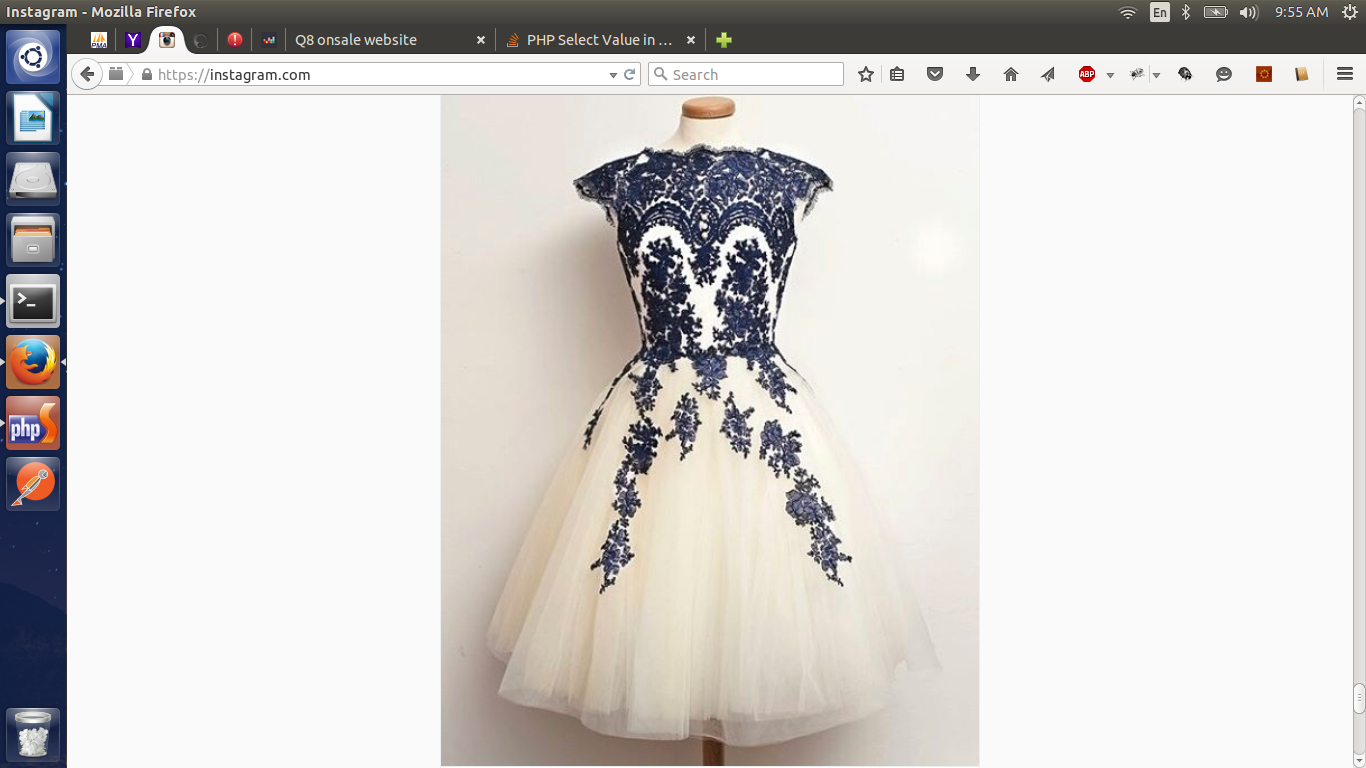 Instagram - Mozilla Firefox
En
9:55 AM
PMA
Y
Q8 onsale website
PHP Select Value in ...
https://instagram.com
Search
ABP
>_
php